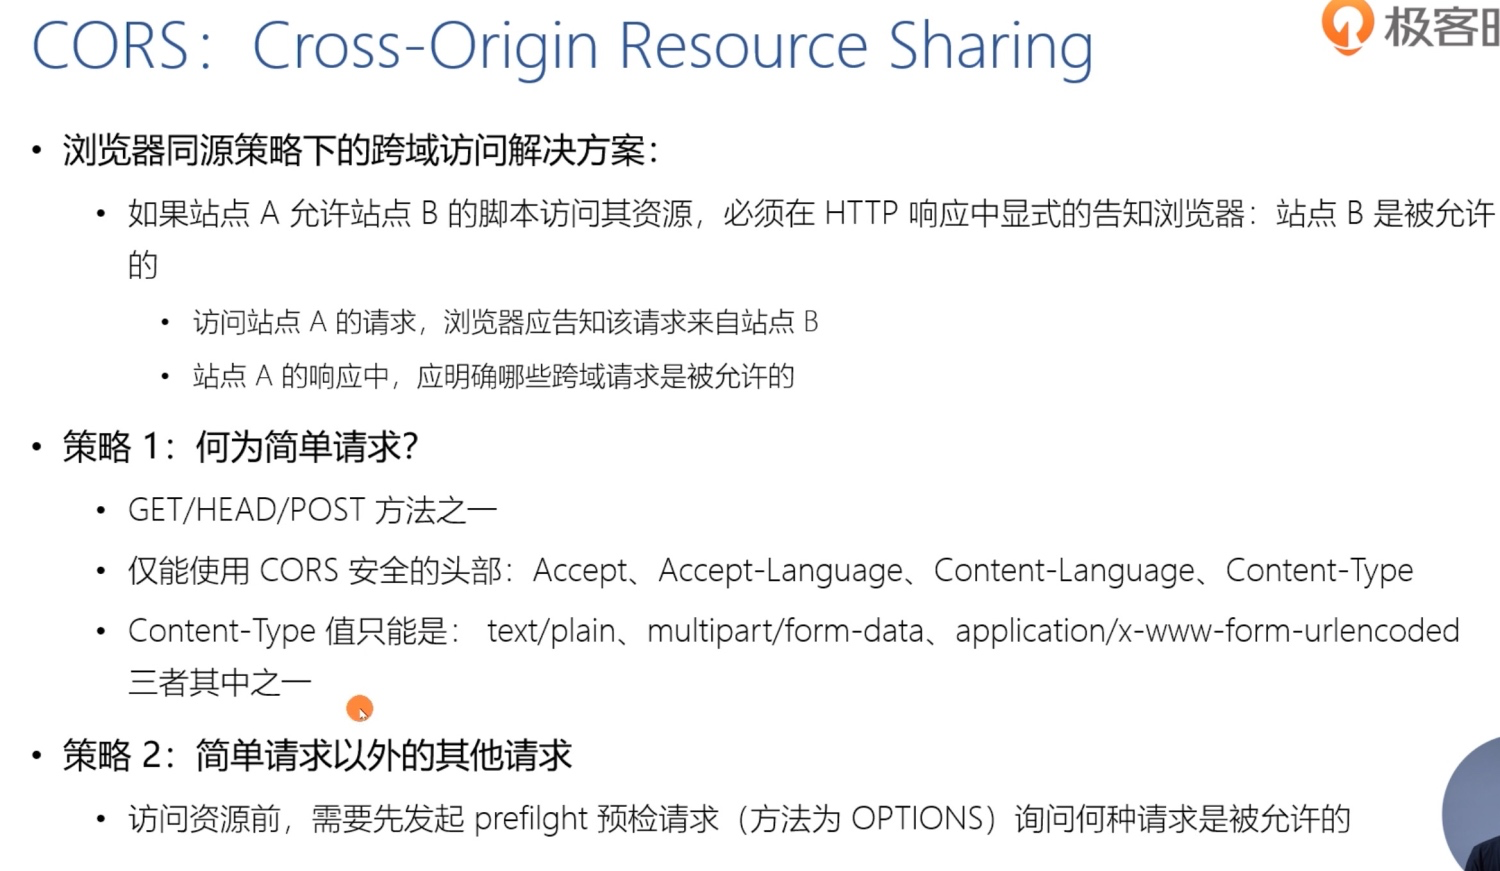 CORS：Cross-Origin Resource Sharing
极客
• 浏览器同源策略下的跨域访问解决方案：
• 如果站点 A 允许站点 B 的脚本访问其资源，必须在 HTTP 响应中显式的告知浏览器：站点 B 是被允许
的
• 访问站点 A 的请求，浏览器应告知该请求来自站点 B
• 站点 A 的响应中，应明确哪些跨域请求是被允许的
• 策略 1：何为简单请求？
• GET/HEAD/POST 方法之一
• 仅能使用 CORS 安全的头部：Accept、Accept-Language、Content-Language、Content-Type
• Content-Type 值只能是： text/plain、multipart/form-data、application/x-www-form-urlencoded
三者其中之一
• 策略 2：简单请求以外的其他请求
• 访问资源前，需要先发起 prefilght 预检请求（方法为 OPTIONS）询问何种请求是被允许的